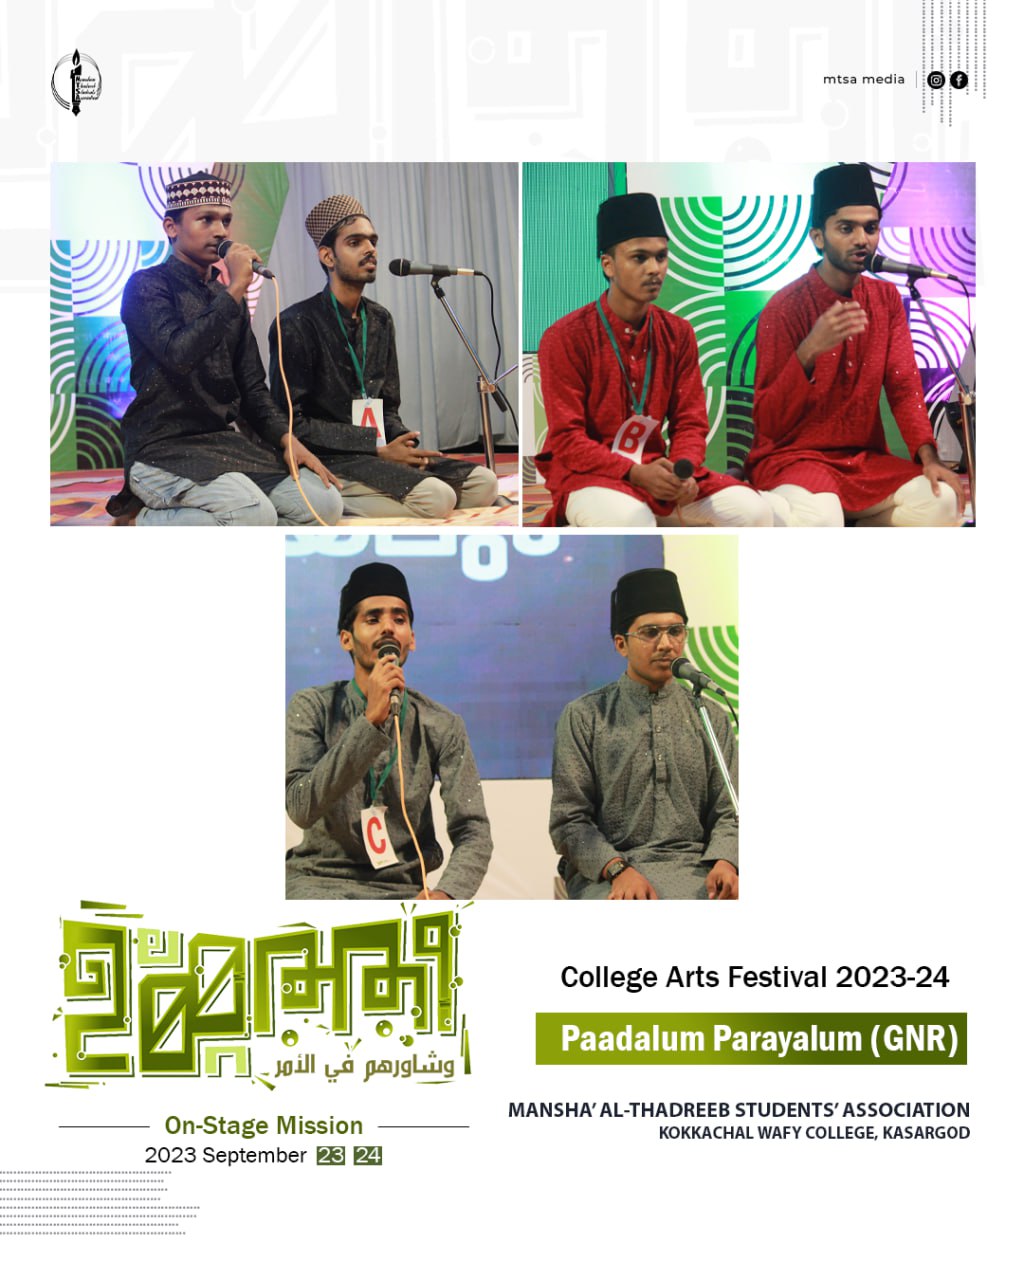 mtsa media
A
B
C
وشاورهم في الأمر
College Arts Festival 2023-24
Paadalum Parayalum (GNR)
On-Stage Mission
2023 September 23 24
MANSHA’ AL-THADREEB STUDENTS’ ASSOCIATION
KOKKACHAL WAFY COLLEGE, KASARGOD